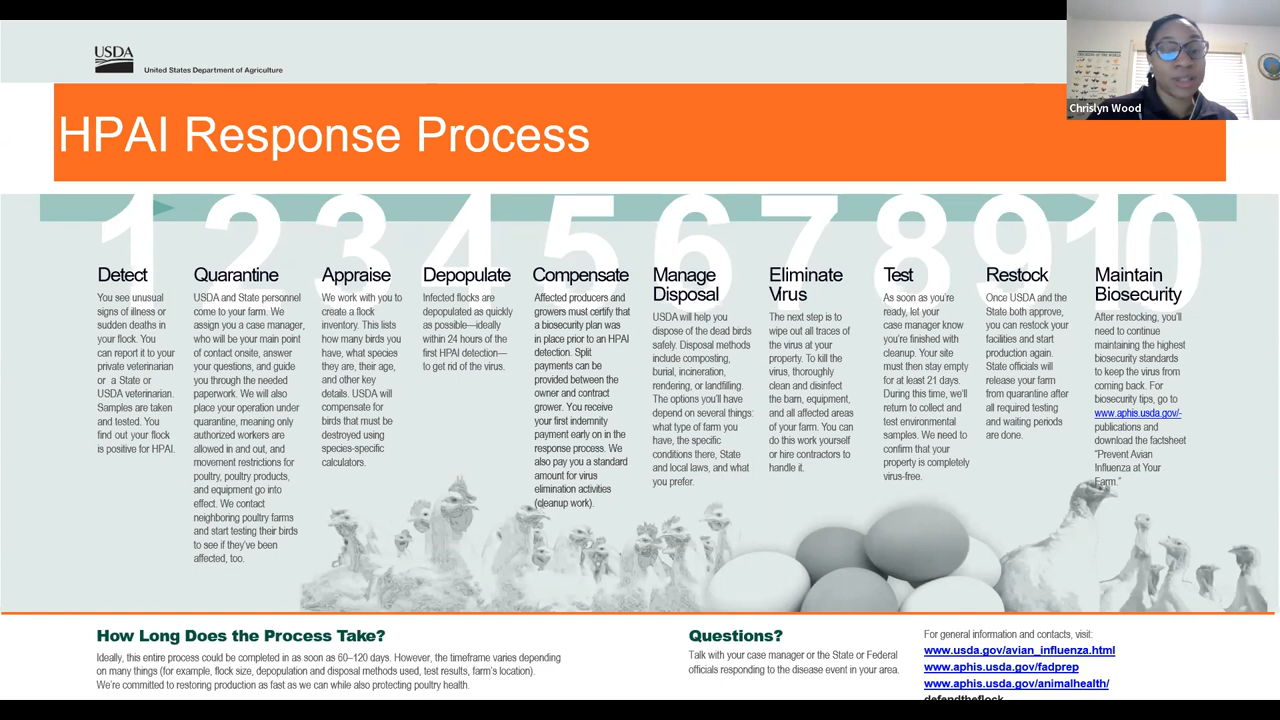 USDA
United States Department of Agriculture
Chrislyn Wood
HPAI Response Process
1 2 3 4 5 6 7 8 9 10
Detect
You see unusual
signs of illness or
sudden deaths in
your flock. You
can report it to your
private veterinarian
or a State or
USDA veterinarian.
Samples are taken
and tested. You
find out your flock
is positive for HPAI.
Quarantine
USDA and State personnel
come to your farm. We
assign you a case manager,
who will be your main point
of contact onsite, answer
your questions, and guide
you through the needed
paperwork. We will also
place your operation under
quarantine, meaning only
authorized workers are
allowed in and out, and
movement restrictions for
poultry, poultry products,
and equipment go into
effect. We contact
neighboring poultry farms
and start testing their birds
to see if they've been
affected, too.
Appraise
We work with you to
create a flock
inventory. This lists
how many birds you
have, what species
they are, their age,
and other key
details. USDA will
compensate for
birds that must be
destroyed using
species-specific
calculators.
Depopulate
Infected flocks are
depopulated as quickly
as possible—ideally
within 24 hours of the
first HPAI detection—
to get rid of the virus.
Compensate
Affected producers and
growers must certify that
a biosecurity plan was
in place prior to an HPAI
detection. Split
payments can be
provided between the
owner and contract
grower. You receive
your first indemnity
payment early on in the
response process. We
also pay you a standard
amount for virus
elimination activities
(cleanup work).
Manage
Disposal
USDA will help you
dispose of the dead birds
safely. Disposal methods
include composting,
burial, incineration,
rendering, or landfilling.
The options you'll have
depend on several things:
what type of farm you
have, the specific
conditions there, State
and local laws, and what
you prefer.
Eliminate
Virus
The next step is to
wipe out all traces of
the virus at your
property. To kill the
virus, thoroughly
clean and disinfect
the barn, equipment,
and all affected areas
of your farm. You can
do this work yourself
or hire contractors to
handle it.
Test
As soon as you're
ready, let your
case manager know
you're finished with
cleanup. Your site
must then stay empty
for at least 21 days.
During this time, we'll
return to collect and
test environmental
samples. We need to
confirm that your
property is completely
virus-free.
Restock
Once USDA and the
State both approve,
you can restock your
facilities and start
production again.
State officials will
release your farm
from quarantine after
all required testing
and waiting periods
are done.
Maintain
Biosecurity
After restocking, you'll
need to continue
maintaining the highest
biosecurity standards
to keep the virus from
coming back. For
biosecurity tips, go to
www.aphis.usda.gov/-
publications and
download the factsheet
"Prevent Avian
Influenza at Your
Farm."
How Long Does the Process Take?
Ideally, this entire process could be completed in as soon as 60–120 days. However, the timeframe varies depending
on many things (for example, flock size, depopulation and disposal methods used, test results, farm's location).
We're committed to restoring production as fast as we can while also protecting poultry health.
Questions?
Talk with your case manager or the State or Federal
officials responding to the disease event in your area.
For general information and contacts, visit:
www.usda.gov/avian_influenza.html
www.aphis.usda.gov/fadprep
www.aphis.usda.gov/animalhealth/
defendtheflock